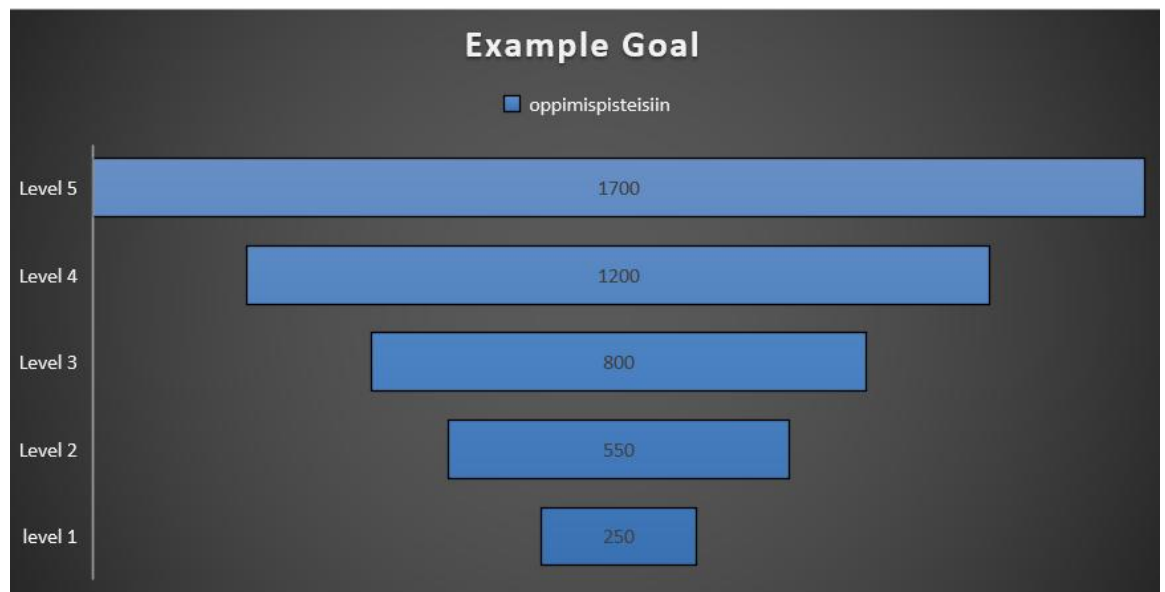 Example Goal
oppimispisteisiin
Level 5 1700
Level 4 1200
Level 3 800
Level 2 550
level 1 250